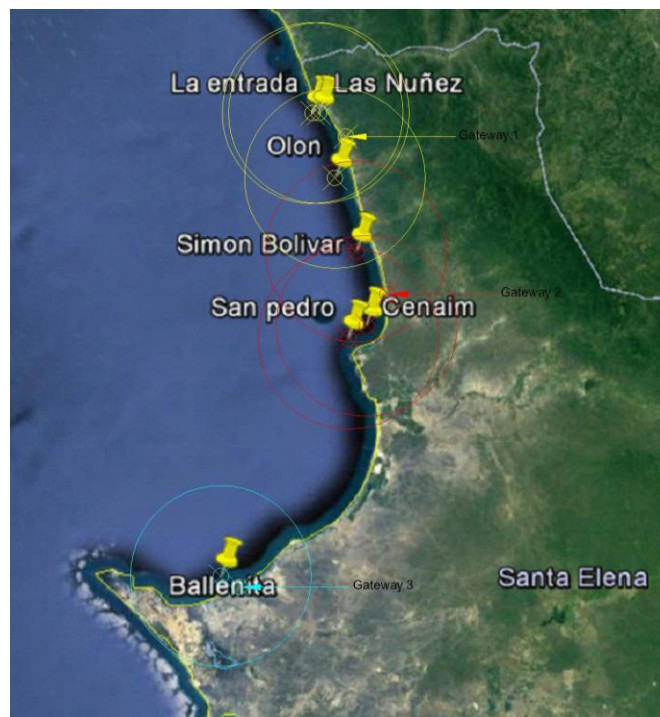 La entrada Las Nuñez
Gateway 1
Olon
Simon Bolivar
Gateway 2
San pedro Cenaim
Santa Elena
Ballenita
Gateway 3